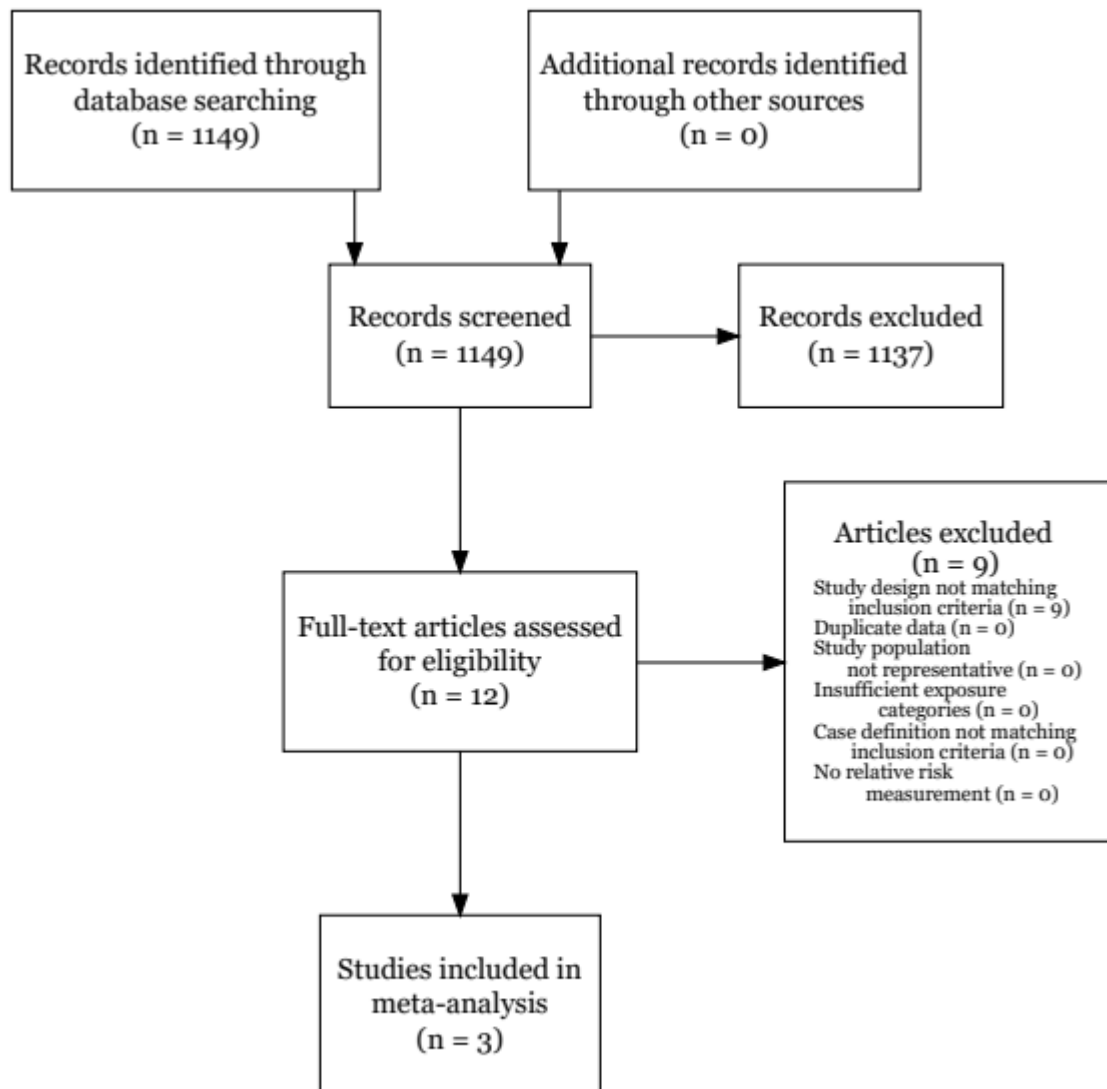 Records identified through
database searching
(n = 1149)
Additional records identified
through other sources
(n = 0)
Records screened
(n = 1149)
Records excluded
(n = 1137)
Full-text articles assessed
for eligibility
(n = 12)
Articles excluded
(n = 9)
Study design not matching
inclusion criteria (n = 9)
Duplicate data (n = 0)
Study population
not representative (n = 0)
Insufficient exposure
categories (n = 0)
Case definition not matching
inclusion criteria (n = 0)
No relative risk
measurement (n = 0)
Studies included in
meta-analysis
(n = 3)